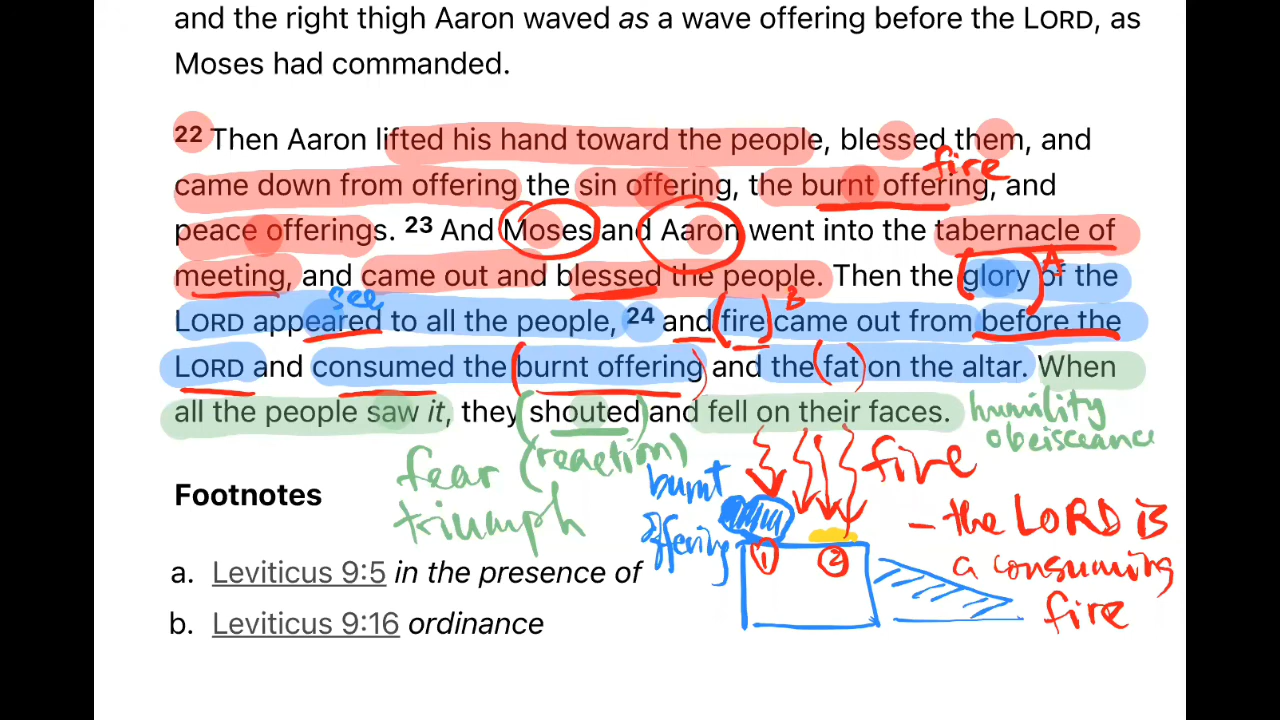 and the right thigh Aaron waved as a wave offering before the LORD, as
Moses had commanded.
22 Then Aaron lifted his hand toward the people, blessed them, and
fire
came down from offering the sin offering, the burnt offering, and
peace offerings. 23 And Moses and Aaron went into the tabernacle of
meeting, and came out and blessed the people. Then the glory of the
A
see
B
LORD appeared to all the people, 24 and fire came out from before the
LORD and consumed the burnt offering and the fat on the altar. When
all the people saw it, they shouted and fell on their faces.
humility
obeisceance
(reaction)
fear
triumph
burnt
offering
fire
Footnotes
- the LORD is
a consuming
fire
1
2
a. Leviticus 9:5 in the presence of
b. Leviticus 9:16 ordinance